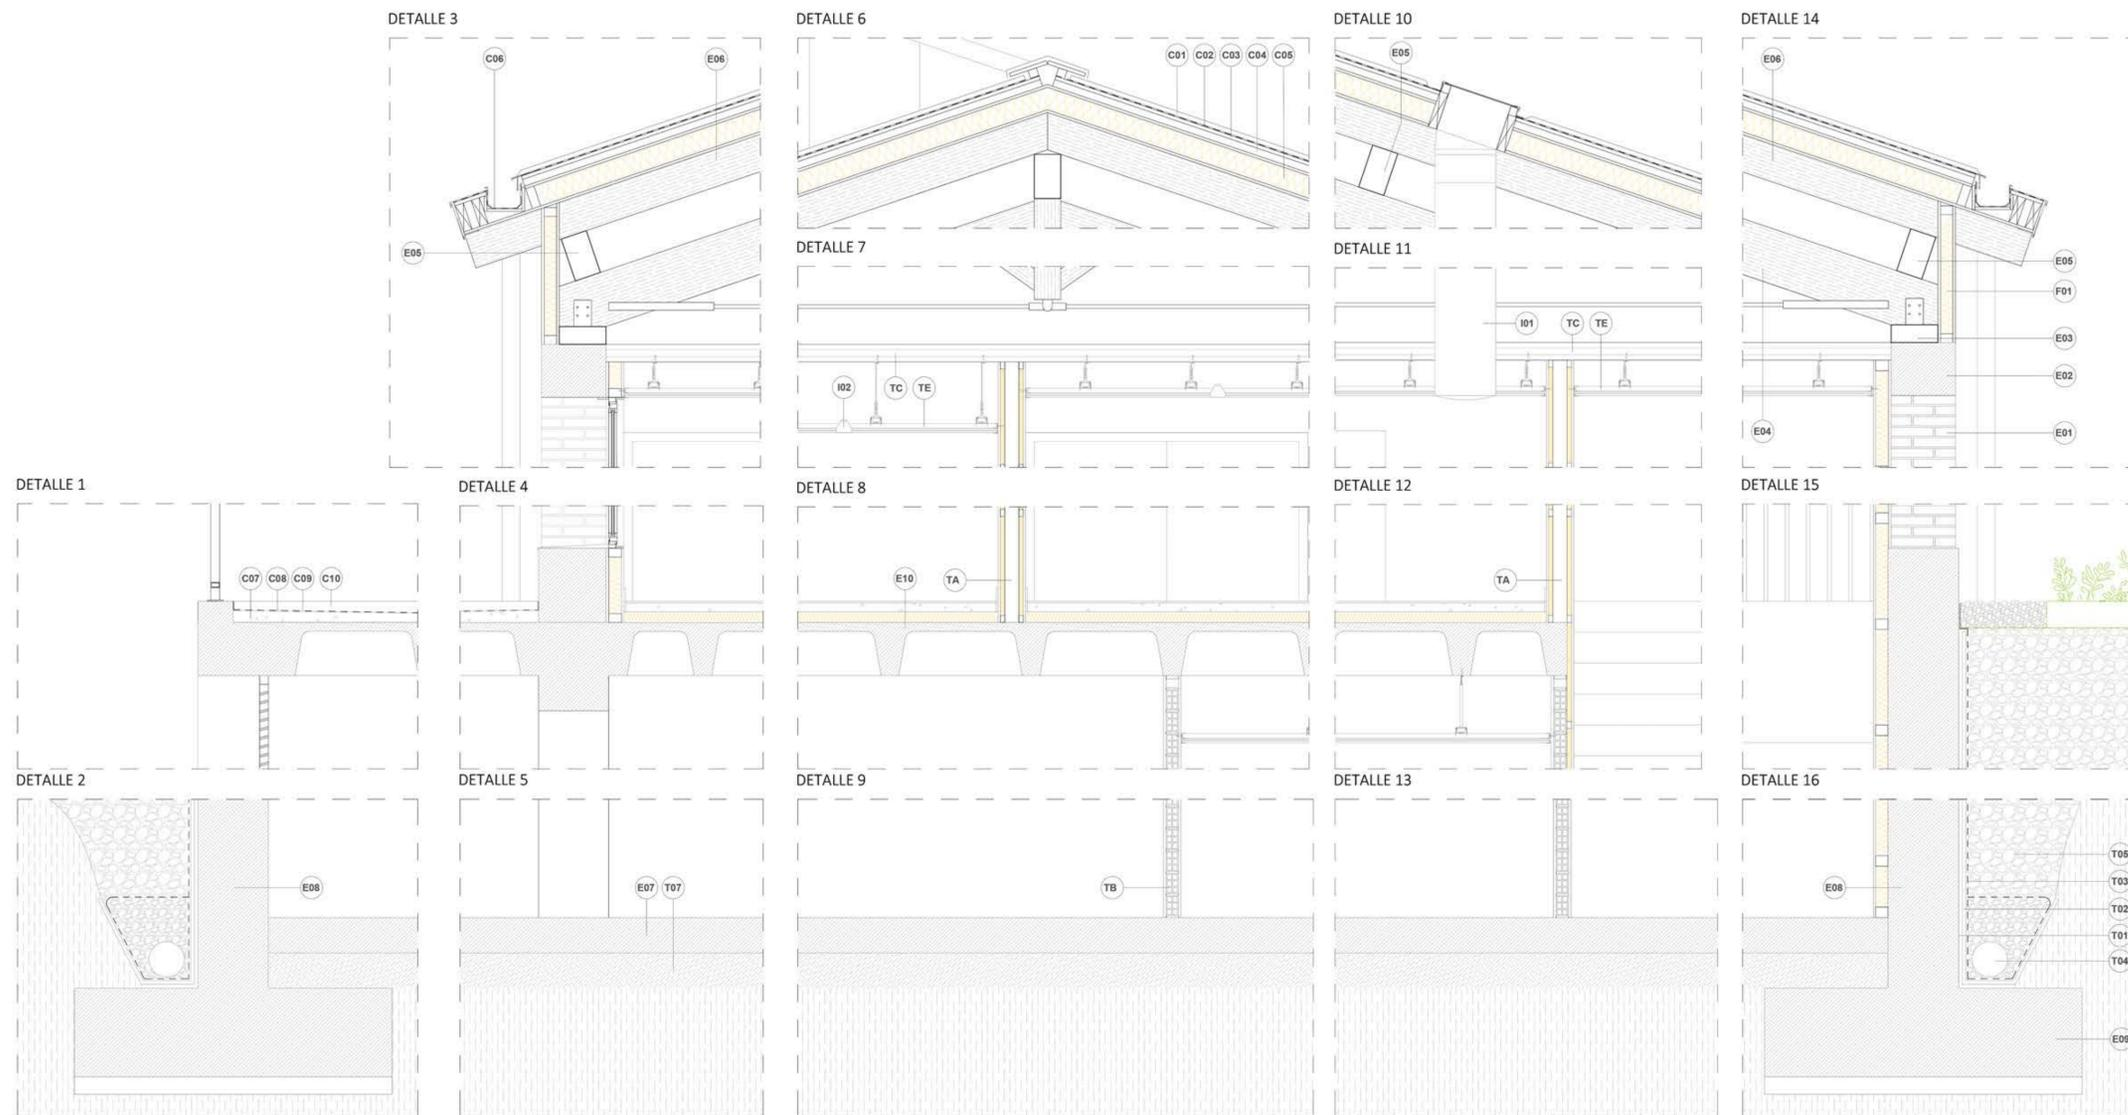 DETALLE 3
C06
E06
E05
DETALLE 6
C01 C02 C03 C04 C05
DETALLE 7
I02 TC TE
DETALLE 10
E05
DETALLE 11
I01 TC TE
DETALLE 14
E06
E05
F01
E03
E02
E04
E01
DETALLE 1
C07 C08 C09 C10
DETALLE 4
DETALLE 8
E10
TA
DETALLE 12
TA
DETALLE 15
DETALLE 2
E08
DETALLE 5
E07 T07
DETALLE 9
TB
DETALLE 13
DETALLE 16
E08
T05
T03
T02
T01
T04
E09